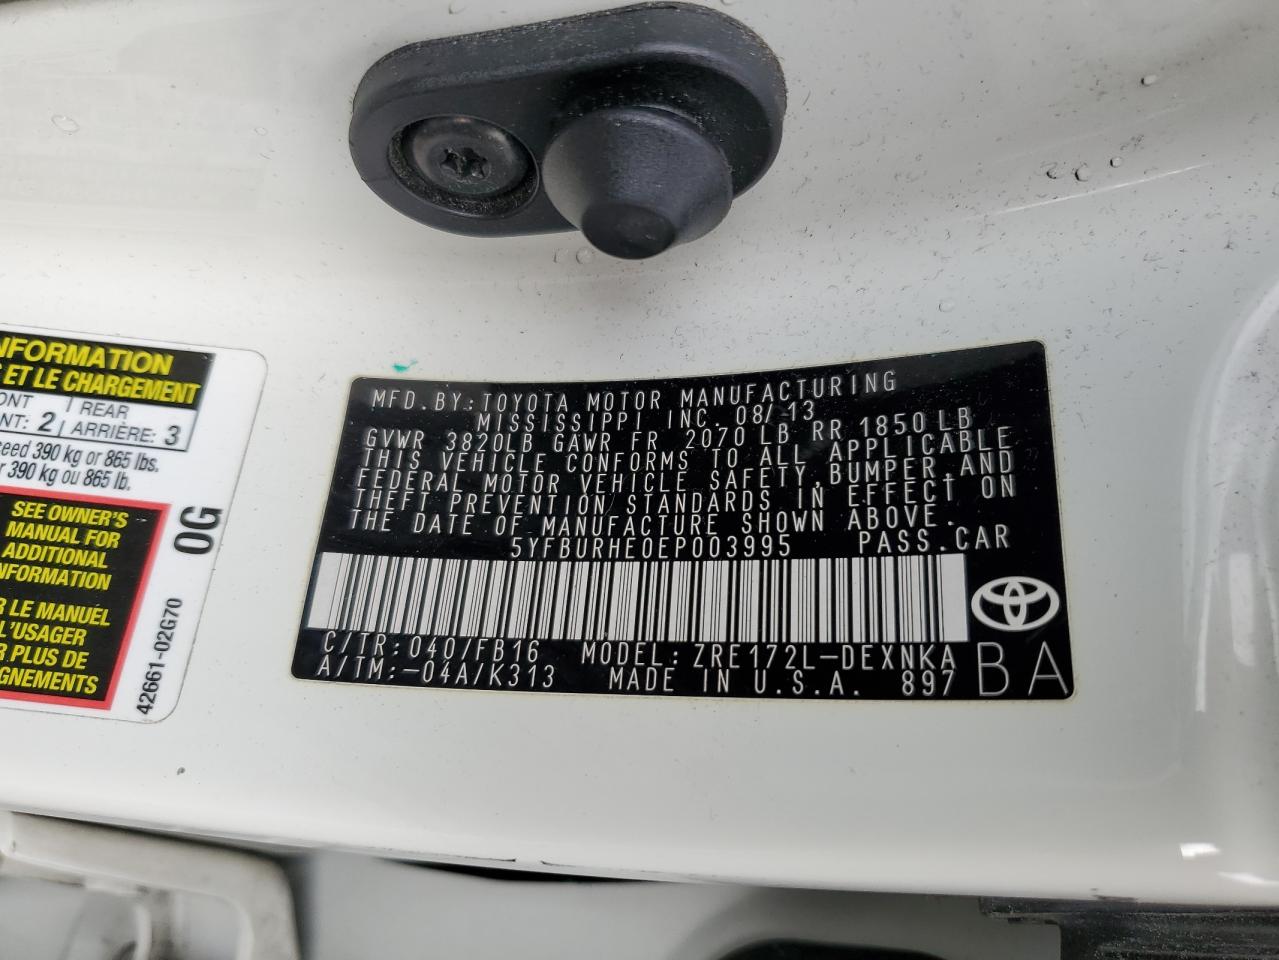 NFORMATION
ET LE CHARGEMENT
ONT REAR
NT: 2 ARRIÈRE: 3
ceed 390 kg or 865 lbs.
r 390 kg ou 865 lb.
SEE OWNER'S
MANUAL FOR
ADDITIONAL
INFORMATION
R LE MANUEL
L'USAGER
R PLUS DE
GNEMENTS
0G
42661-02G70
MFD.BY:TOYOTA MOTOR MANUFACTURING
MISSISSIPPI INC. 08/13
GVWR 3820LB GAWR FR 2070 LB RR 1850 LB
THIS VEHICLE CONFORMS TO ALL APPLICABLE
FEDERAL MOTOR VEHICLE SAFETY,BUMPER,AND
THEFT PREVENTION STANDARDS IN EFFECT ON
THE DATE OF MANUFACTURE SHOWN ABOVE.
5YFBURHE0EP003995 PASS.CAR
C/TR:040/FB16 MODEL:ZRE172L-DEXNKA
A/TM:-04A/K313 MADE IN U.S.A. 897
BA